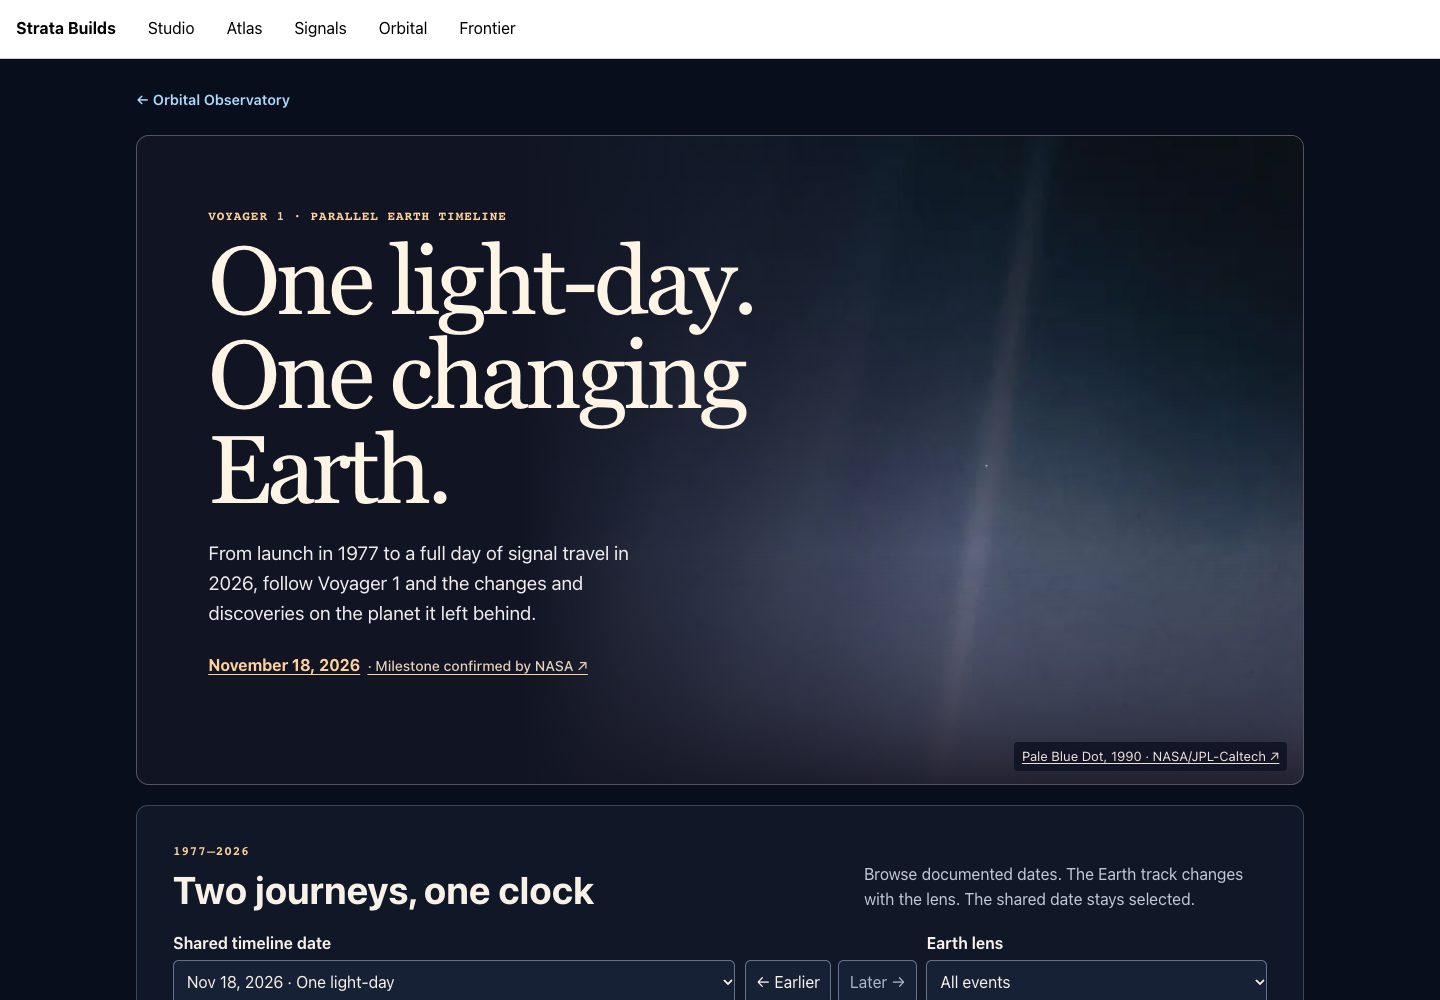 Strata Builds Studio Atlas Signals Orbital Frontier
← Orbital Observatory
VOYAGER 1 · PARALLEL EARTH TIMELINE
One light-day.
One changing
Earth.
From launch in 1977 to a full day of signal travel in
2026, follow Voyager 1 and the changes and
discoveries on the planet it left behind.
November 18, 2026 · Milestone confirmed by NASA ↗
Pale Blue Dot, 1990 · NASA/JPL-Caltech ↗
1977–2026
Two journeys, one clock
Browse documented dates. The Earth track changes
with the lens. The shared date stays selected.
Shared timeline date
Nov 18, 2026 · One light-day
← Earlier
Later →
Earth lens
All events